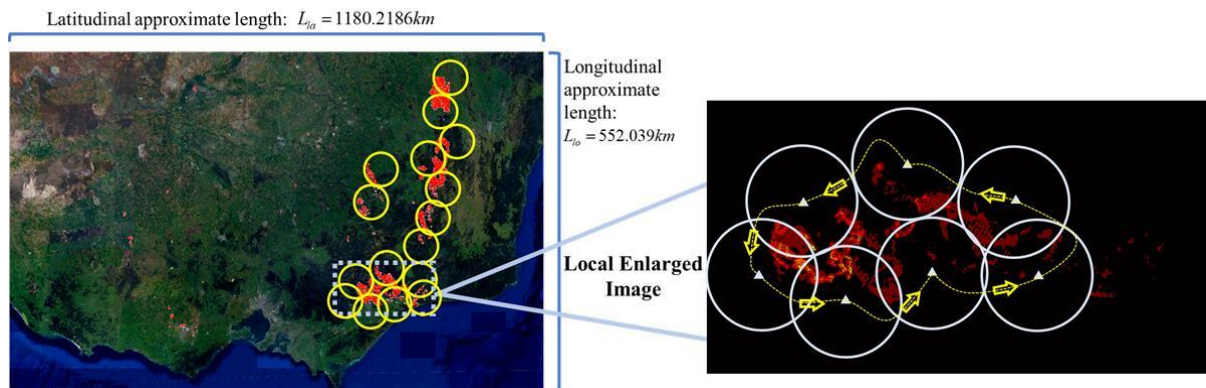 Latitudinal approximate length: L_la = 1180.2186km
Longitudinal
approximate
length:
L_lo = 552.039km
Local Enlarged
Image